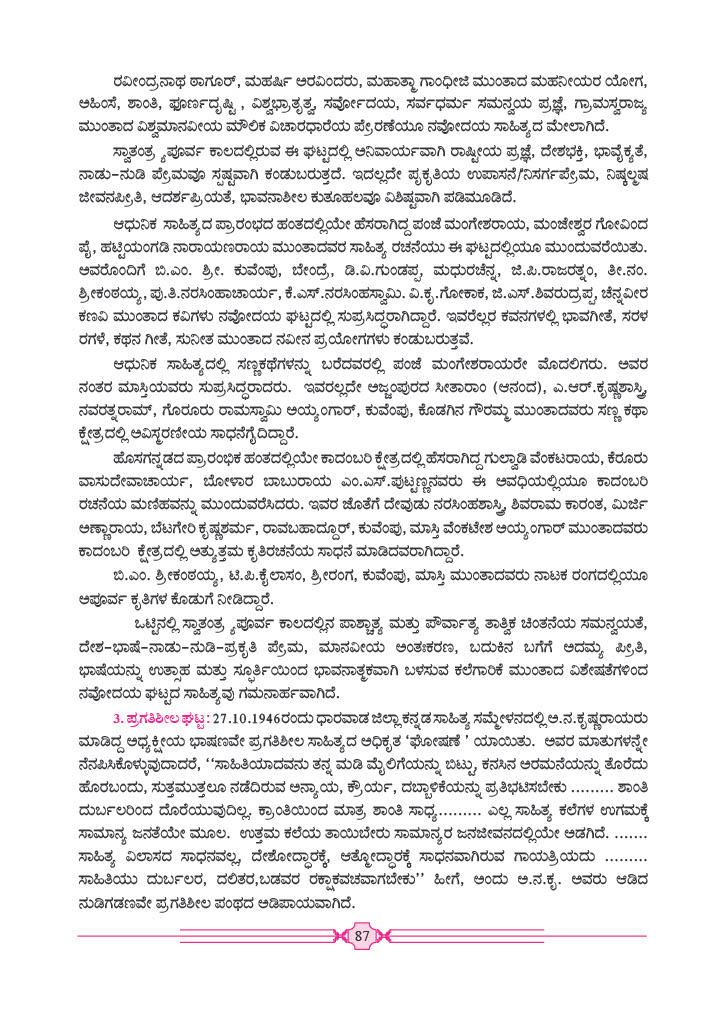 ರವೀಂದ್ರನಾಥ ಠಾಗೂರ್, ಮಹರ್ಷಿ ಅರವಿಂದರು, ಮಹಾತ್ಮಾ ಗಾಂಧೀಜಿ ಮುಂತಾದ ಮಹನೀಯರ ಯೋಗ,
ಅಹಿಂಸೆ, ಶಾಂತಿ, ಪೂರ್ಣದೃಷ್ಟಿ , ವಿಶ್ವಭ್ರಾತೃತ್ವ, ಸರ್ವೋದಯ, ಸರ್ವಧರ್ಮ ಸಮನ್ವಯ ಪ್ರಜ್ಞೆ, ಗ್ರಾಮಸ್ವರಾಜ್ಯ
ಮುಂತಾದ ವಿಶ್ವಮಾನವೀಯ ಮೌಲಿಕ ವಿಚಾರಧಾರೆಯ ಪ್ರೇರಣೆಯೂ ನವೋದಯ ಸಾಹಿತ್ಯದ ಮೇಲಾಗಿದೆ.
ಸ್ವಾತಂತ್ರ್ಯಪೂರ್ವ ಕಾಲದಲ್ಲಿರುವ ಈ ಘಟ್ಟದಲ್ಲಿ ಅನಿವಾರ್ಯವಾಗಿ ರಾಷ್ಟ್ರೀಯ ಪ್ರಜ್ಞೆ, ದೇಶಭಕ್ತಿ, ಭಾವೈಕ್ಯತೆ,
ನಾಡು–ನುಡಿ ಪ್ರೇಮವೂ ಸ್ಪಷ್ಟವಾಗಿ ಕಂಡುಬರುತ್ತದೆ. ಇದಲ್ಲದೇ ಪ್ರಕೃತಿಯ ಉಪಾಸನೆ/ನಿಸರ್ಗಪ್ರೇಮ, ನಿಷ್ಕಲ್ಮಷ
ಜೀವನಪ್ರೀತಿ, ಆದರ್ಶಪ್ರಿಯತೆ, ಭಾವನಾಶೀಲ ಕುತೂಹಲವೂ ವಿಶಿಷ್ಟವಾಗಿ ಪಡಿಮೂಡಿದೆ.
ಆಧುನಿಕ ಸಾಹಿತ್ಯದ ಪ್ರಾರಂಭದ ಹಂತದಲ್ಲಿಯೇ ಹೆಸರಾಗಿದ್ದ ಪಂಜೆ ಮಂಗೇಶರಾಯ, ಮಂಜೇಶ್ವರ ಗೋವಿಂದ
ಪೈ, ಹಟ್ಟಿಯಂಗಡಿ ನಾರಾಯಣರಾಯ ಮುಂತಾದವರ ಸಾಹಿತ್ಯ ರಚನೆಯು ಈ ಘಟ್ಟದಲ್ಲಿಯೂ ಮುಂದುವರೆಯಿತು.
ಅವರೊಂದಿಗೆ ಬಿ.ಎಂ. ಶ್ರೀ. ಕುವೆಂಪು, ಬೇಂದ್ರೆ, ಡಿ.ವಿ.ಗುಂಡಪ್ಪ, ಮಧುರಚೆನ್ನ, ಜಿ.ಪಿ.ರಾಜರತ್ನಂ, ತೀ.ನಂ.
ಶ್ರೀಕಂಠಯ್ಯ, ಪು.ತಿ.ನರಸಿಂಹಾಚಾರ್ಯ, ಕೆ.ಎಸ್.ನರಸಿಂಹಸ್ವಾಮಿ. ವಿ.ಕೃ.ಗೋಕಾಕ, ಜಿ.ಎಸ್.ಶಿವರುದ್ರಪ್ಪ, ಚೆನ್ನವೀರ
ಕಣವಿ ಮುಂತಾದ ಕವಿಗಳು ನವೋದಯ ಘಟ್ಟದಲ್ಲಿ ಸುಪ್ರಸಿದ್ಧರಾಗಿದ್ದಾರೆ. ಇವರೆಲ್ಲರ ಕವನಗಳಲ್ಲಿ ಭಾವಗೀತೆ, ಸರಳ
ರಗಳೆ, ಕಥನ ಗೀತೆ, ಸುನೀತ ಮುಂತಾದ ನವೀನ ಪ್ರಯೋಗಗಳು ಕಂಡುಬರುತ್ತವೆ.
ಆಧುನಿಕ ಸಾಹಿತ್ಯದಲ್ಲಿ ಸಣ್ಣಕಥೆಗಳನ್ನು ಬರೆದವರಲ್ಲಿ ಪಂಜೆ ಮಂಗೇಶರಾಯರೇ ಮೊದಲಿಗರು. ಅವರ
ನಂತರ ಮಾಸ್ತಿಯವರು ಸುಪ್ರಸಿದ್ಧರಾದರು. ಇವರಲ್ಲದೇ ಅಜ್ಜಂಪುರದ ಸೀತಾರಾಂ (ಆನಂದ), ಎ.ಆರ್.ಕೃಷ್ಣಶಾಸ್ತ್ರಿ,
ನವರತ್ನರಾಮ್, ಗೊರೂರು ರಾಮಸ್ವಾಮಿ ಅಯ್ಯಂಗಾರ್, ಕುವೆಂಪು, ಕೊಡಗಿನ ಗೌರಮ್ಮ ಮುಂತಾದವರು ಸಣ್ಣ ಕಥಾ
ಕ್ಷೇತ್ರದಲ್ಲಿ ಅವಿಸ್ಮರಣೀಯ ಸಾಧನೆಗೈದಿದ್ದಾರೆ.
ಹೊಸಗನ್ನಡದ ಪ್ರಾರಂಭಿಕ ಹಂತದಲ್ಲಿಯೇ ಕಾದಂಬರಿ ಕ್ಷೇತ್ರದಲ್ಲಿ ಹೆಸರಾಗಿದ್ದ ಗುಲ್ವಾಡಿ ವೆಂಕಟರಾಯ, ಕೆರೂರು
ವಾಸುದೇವಾಚಾರ್ಯ, ಬೋಳಾರ ಬಾಬುರಾಯ ಎಂ.ಎಸ್.ಪುಟ್ಟಣ್ಣನವರು ಈ ಅವಧಿಯಲ್ಲಿಯೂ ಕಾದಂಬರಿ
ರಚನೆಯ ಮಣಿಹವನ್ನು ಮುಂದುವರೆಸಿದರು. ಇವರ ಜೊತೆಗೆ ದೇವುಡು ನರಸಿಂಹಶಾಸ್ತ್ರಿ, ಶಿವರಾಮ ಕಾರಂತ, ಮಿರ್ಜಿ
ಅಣ್ಣಾರಾಯ, ಬೆಟಗೇರಿ ಕೃಷ್ಣಶರ್ಮ, ರಾವಬಹಾದ್ದೂರ್, ಕುವೆಂಪು, ಮಾಸ್ತಿ ವೆಂಕಟೇಶ ಅಯ್ಯಂಗಾರ್ ಮುಂತಾದವರು
ಕಾದಂಬರಿ ಕ್ಷೇತ್ರದಲ್ಲಿ ಅತ್ಯುತ್ತಮ ಕೃತಿರಚನೆಯ ಸಾಧನೆ ಮಾಡಿದವರಾಗಿದ್ದಾರೆ.
ಬಿ.ಎಂ. ಶ್ರೀಕಂಠಯ್ಯ, ಟಿ.ಪಿ.ಕೈಲಾಸಂ, ಶ್ರೀರಂಗ, ಕುವೆಂಪು, ಮಾಸ್ತಿ ಮುಂತಾದವರು ನಾಟಕ ರಂಗದಲ್ಲಿಯೂ
ಅಪೂರ್ವ ಕೃತಿಗಳ ಕೊಡುಗೆ ನೀಡಿದ್ದಾರೆ.
ಒಟ್ಟಿನಲ್ಲಿ ಸ್ವಾತಂತ್ರ್ಯಪೂರ್ವ ಕಾಲದಲ್ಲಿನ ಪಾಶ್ಚಾತ್ಯ ಮತ್ತು ಪೌರ್ವಾತ್ಯ ತಾತ್ವಿಕ ಚಿಂತನೆಯ ಸಮನ್ವಯತೆ,
ದೇಶ–ಭಾಷೆ–ನಾಡು–ನುಡಿ–ಪ್ರಕೃತಿ ಪ್ರೇಮ, ಮಾನವೀಯ ಅಂತಃಕರಣ, ಬದುಕಿನ ಬಗೆಗೆ ಅದಮ್ಯ ಪ್ರೀತಿ,
ಭಾಷೆಯನ್ನು ಉತ್ಸಾಹ ಮತ್ತು ಸ್ಫೂರ್ತಿಯಿಂದ ಭಾವನಾತ್ಮಕವಾಗಿ ಬಳಸುವ ಕಲೆಗಾರಿಕೆ ಮುಂತಾದ ವಿಶೇಷತೆಗಳಿಂದ
ನವೋದಯ ಘಟ್ಟದ ಸಾಹಿತ್ಯವು ಗಮನಾರ್ಹವಾಗಿದೆ.
3. ಪ್ರಗತಿಶೀಲ ಘಟ್ಟ: 27.10.1946ರಂದು ಧಾರವಾಡ ಜಿಲ್ಲಾ ಕನ್ನಡ ಸಾಹಿತ್ಯ ಸಮ್ಮೇಳನದಲ್ಲಿ ಅ.ನ.ಕೃಷ್ಣರಾಯರು
ಮಾಡಿದ್ದ ಅಧ್ಯಕ್ಷೀಯ ಭಾಷಣವೇ ಪ್ರಗತಿಶೀಲ ಸಾಹಿತ್ಯದ ಅಧಿಕೃತ ‘ಘೋಷಣೆ ’ ಯಾಯಿತು. ಅವರ ಮಾತುಗಳನ್ನೇ
ನೆನಪಿಸಿಕೊಳ್ಳುವುದಾದರೆ, ‘‘ಸಾಹಿತಿಯಾದವನು ತನ್ನ ಮಡಿ ಮೈಲಿಗೆಯನ್ನು ಬಿಟ್ಟು, ಕನಸಿನ ಅರಮನೆಯನ್ನು ತೊರೆದು
ಹೊರಬಂದು, ಸುತ್ತಮುತ್ತಲೂ ನಡೆದಿರುವ ಅನ್ಯಾಯ, ಕ್ರೌರ್ಯ, ದಬ್ಬಾಳಿಕೆಯನ್ನು ಪ್ರತಿಭಟಿಸಬೇಕು ......... ಶಾಂತಿ
ದುರ್ಬಲರಿಂದ ದೊರೆಯುವುದಿಲ್ಲ. ಕ್ರಾಂತಿಯಿಂದ ಮಾತ್ರ ಶಾಂತಿ ಸಾಧ್ಯ......... ಎಲ್ಲ ಸಾಹಿತ್ಯ ಕಲೆಗಳ ಉಗಮಕ್ಕೆ
ಸಾಮಾನ್ಯ ಜನತೆಯೇ ಮೂಲ. ಉತ್ತಮ ಕಲೆಯ ತಾಯಿಬೇರು ಸಾಮಾನ್ಯರ ಜನಜೀವನದಲ್ಲಿಯೇ ಅಡಗಿದೆ. .......
ಸಾಹಿತ್ಯ ವಿಲಾಸದ ಸಾಧನವಲ್ಲ, ದೇಶೋದ್ಧಾರಕ್ಕೆ, ಆತ್ಮೋದ್ಧಾರಕ್ಕೆ ಸಾಧನವಾಗಿರುವ ಗಾಯತ್ರಿಯದು .........
ಸಾಹಿತಿಯು ದುರ್ಬಲರ, ದಲಿತರ,ಬಡವರ ರಕ್ಷಾಕವಚವಾಗಬೇಕು’’ ಹೀಗೆ, ಅಂದು ಅ.ನ.ಕೃ. ಅವರು ಆಡಿದ
ನುಡಿಗಡಣವೇ ಪ್ರಗತಿಶೀಲ ಪಂಥದ ಅಡಿಪಾಯವಾಗಿದೆ.
87